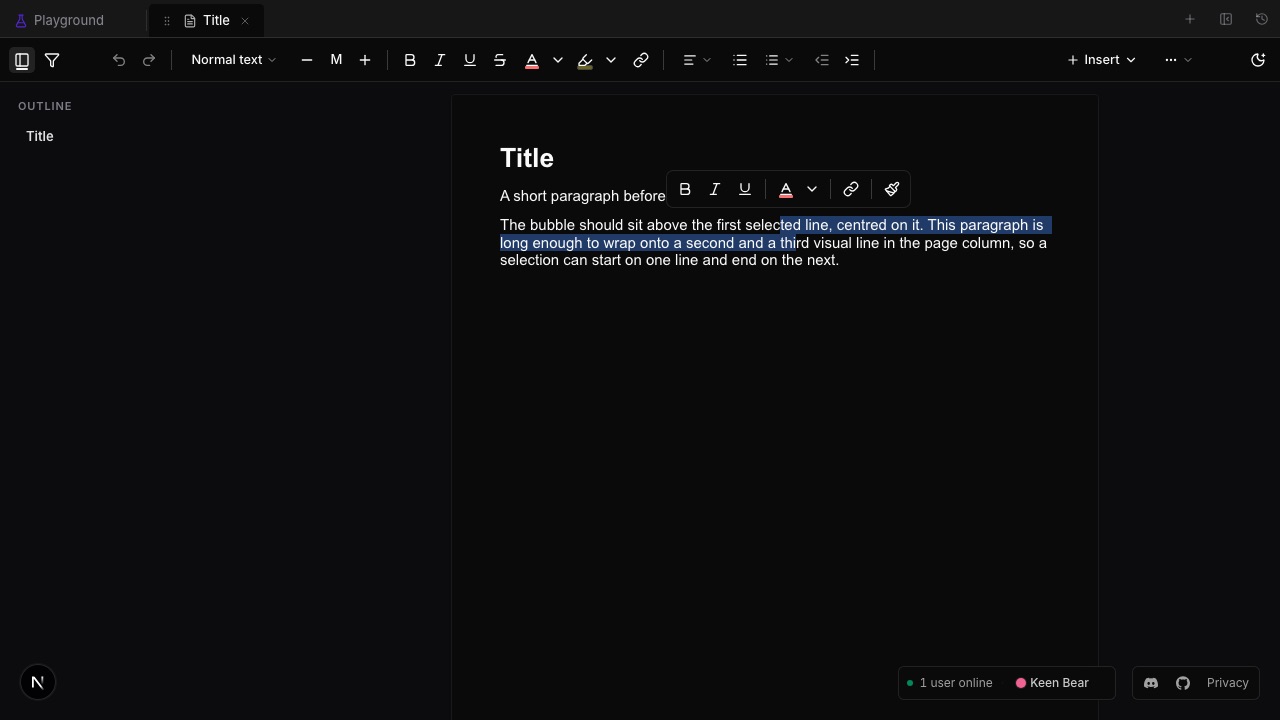 Playground
Title
Normal text
M
Insert
OUTLINE
Title
Title
A short paragraph before
The bubble should sit above the first selected line, centred on it. This paragraph is
long enough to wrap onto a second and a third visual line in the page column, so a
selection can start on one line and end on the next.
1 user online
Keen Bear
Privacy